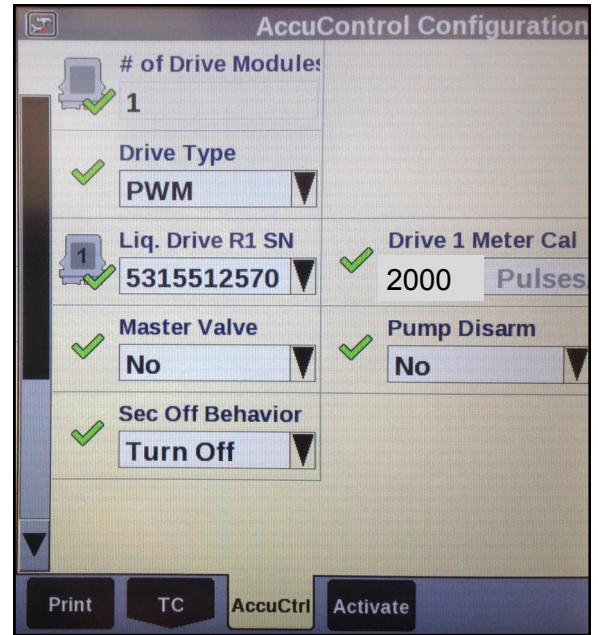 AccuControl Configuration
# of Drive Modules
1
Drive Type
PWM
Liq. Drive R1 SN
1
5315512570
Drive 1 Meter Cal
2000 Pulses
Master Valve
No
Pump Disarm
No
Sec Off Behavior
Turn Off
Print
TC
AccuCtrl
Activate